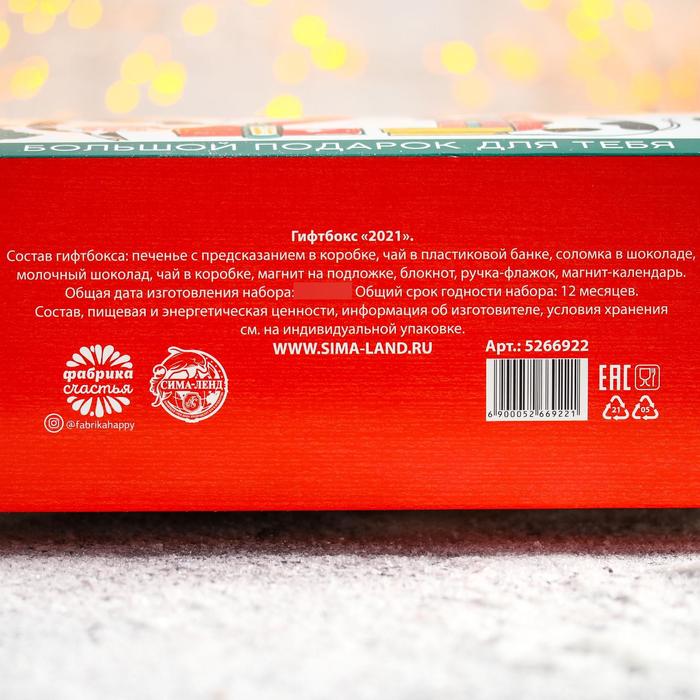 БОЛЬШОЙ ПОДАРОК ДЛЯ ТЕБЯ
Гифтбокс «2021».
Состав гифтбокса: печенье с предсказанием в коробке, чай в пластиковой банке, соломка в шоколаде,
молочный шоколад, чай в коробке, магнит на подложке, блокнот, ручка-флажок, магнит-календарь.
Общая дата изготовления набора: Общий срок годности набора: 12 месяцев.
Состав, пищевая и энергетическая ценности, информация об изготовителе, условия хранения
см. на индивидуальной упаковке.
WWW.SIMA-LAND.RU Арт.: 5266922
фабрика
счастья
СИМА-ЛЕНД
@fabrikahappy
6 900052 669221
EAC
21 05